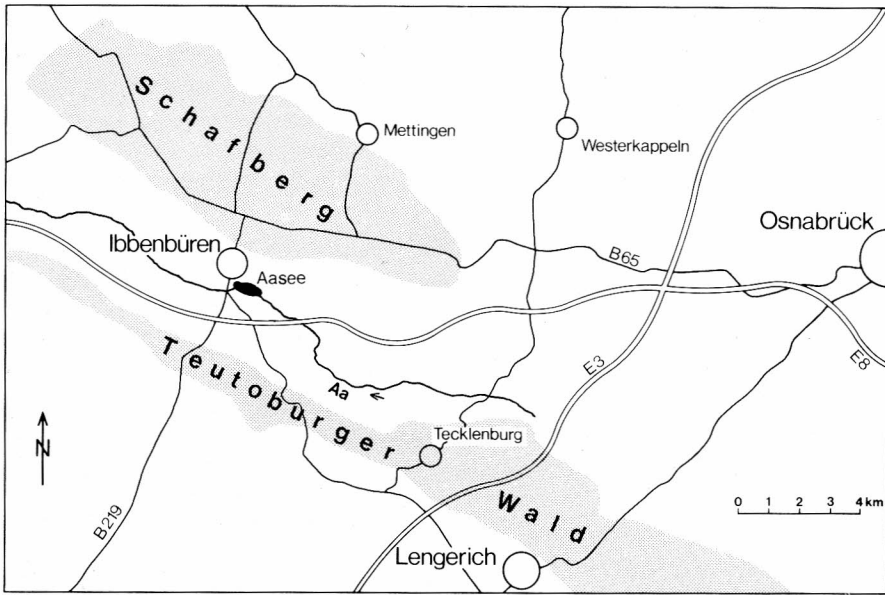 Schafberg
Mettingen
Westerkappeln
Osnabrück
Ibbenbüren
B65
Aasee
Teutoburger
E3
E8
Aa
Tecklenburg
N
Wald
0 1 2 3 4 km
B219
Lengerich